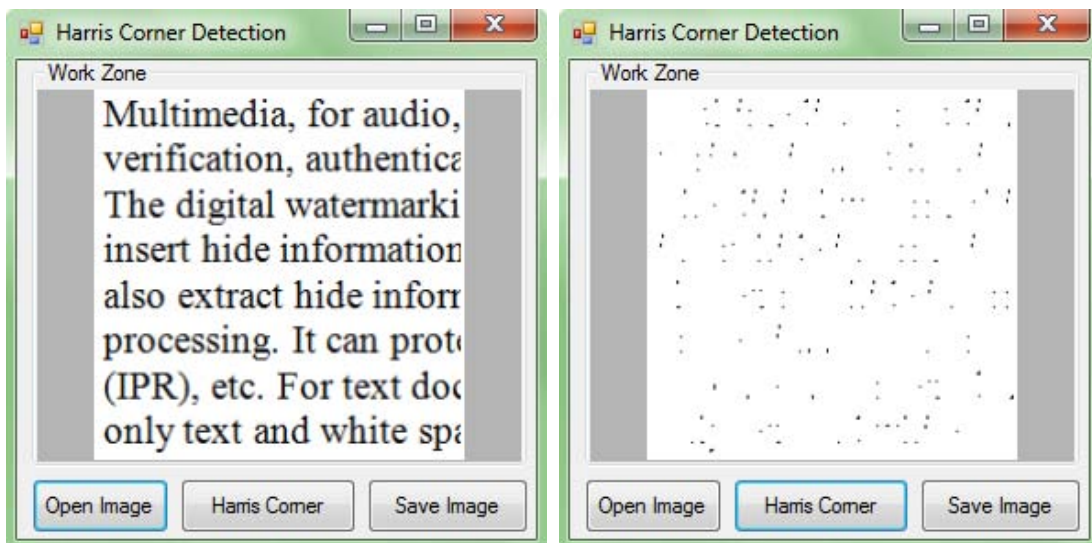 Harris Corner Detection
Work Zone
Multimedia, for audio,
verification, authentica
The digital watermarki
insert hide information
also extract hide inform
processing. It can prote
(IPR), etc. For text doc
only text and white spa
Open Image
Harris Corner
Save Image
Harris Corner Detection
Work Zone
Open Image
Harris Corner
Save Image